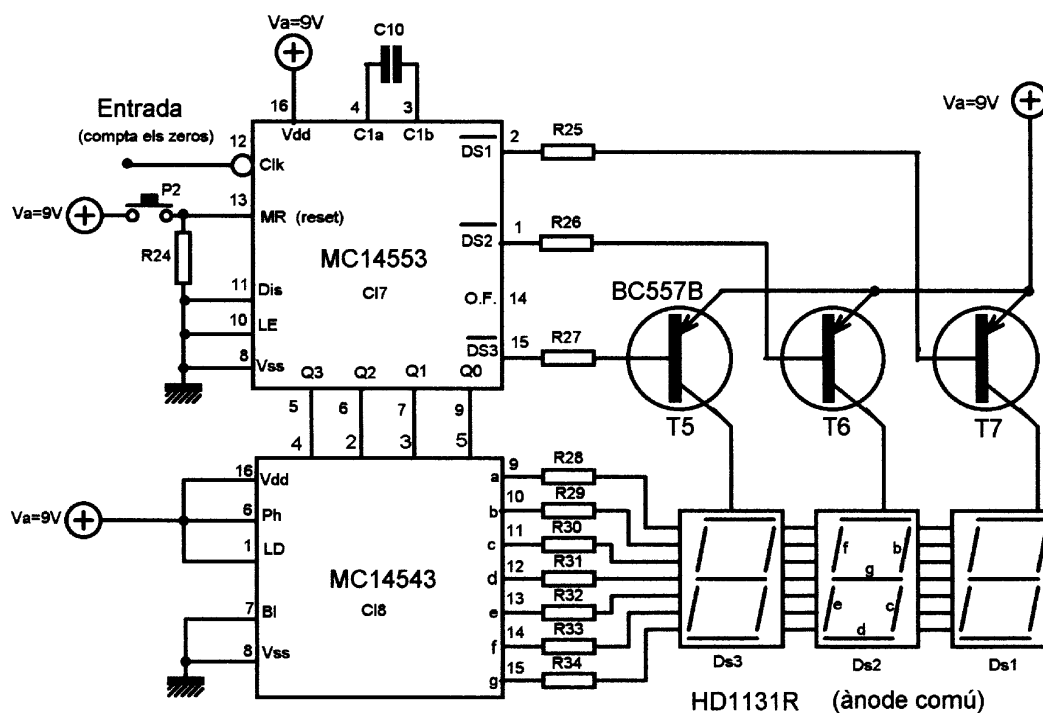 Va=9V
C10
16
4
3
Vdd
C1a
C1b
Entrada
(compta els zeros)
12
Clk
P2
Va=9V
13
MR (reset)
R24
MC14553
CI7
11
Dis
10
LE
8
Vss
DS1
2
R25
DS2
1
R26
O.F.
14
DS3
15
R27
Q3
Q2
Q1
Q0
5
6
7
9
4
2
3
5
Va=9V
BC557B
T5
T6
T7
Va=9V
16
Vdd
6
Ph
1
LD
MC14543
CI8
7
BI
8
Vss
a
9
R28
b
10
R29
c
11
R30
d
12
R31
e
13
R32
f
14
R33
g
15
R34
f
b
g
e
c
d
Ds3
Ds2
Ds1
HD1131R (ànode comú)